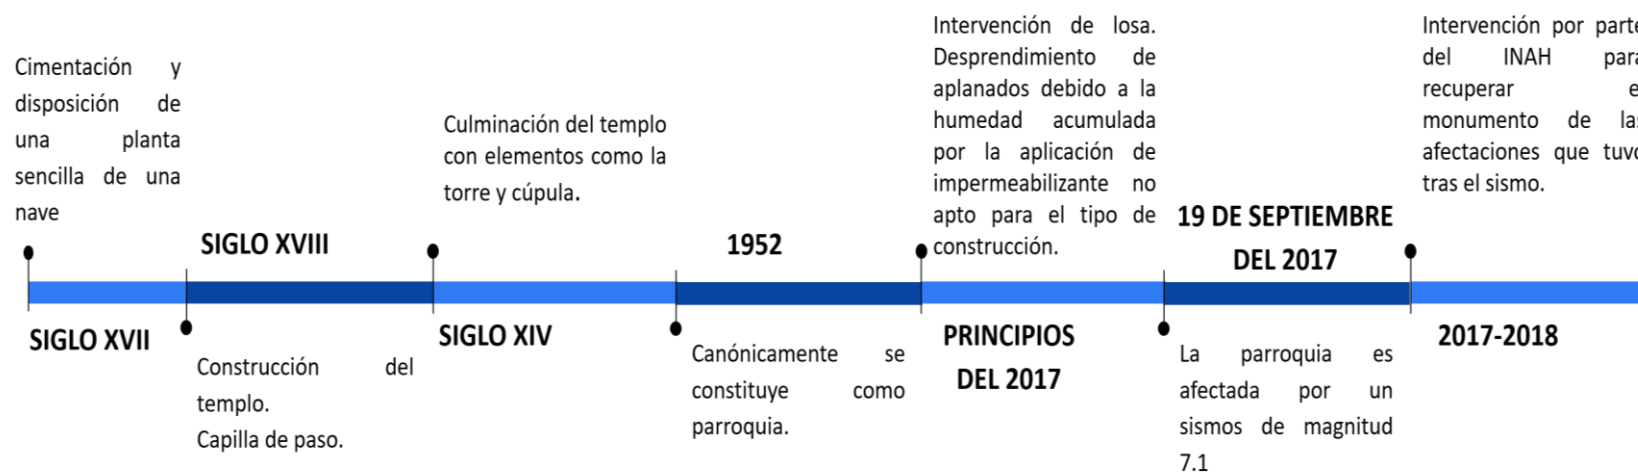 Cimentación y
disposición de
una planta
sencilla de una
nave
SIGLO XVII
SIGLO XVIII
Construcción del
templo.
Capilla de paso.
Culminación del templo
con elementos como la
torre y cúpula.
SIGLO XIV
1952
Canónicamente se
constituye como
parroquia.
Intervención de losa.
Desprendimiento de
aplanados debido a la
humedad acumulada
por la aplicación de
impermeabilizante no
apto para el tipo de
construcción.
PRINCIPIOS
DEL 2017
19 DE SEPTIEMBRE
DEL 2017
La parroquia es
afectada por un
sismos de magnitud
7.1
Intervención por parte
del INAH para
recuperar el
monumento de las
afectaciones que tuvo
tras el sismo.
2017-2018